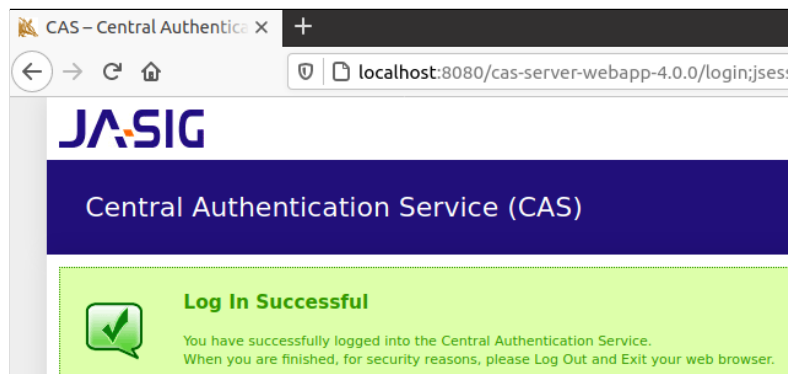 CAS – Central Authentica
localhost:8080/cas-server-webapp-4.0.0/login;jses
JA-SIG
Central Authentication Service (CAS)
Log In Successful
You have successfully logged into the Central Authentication Service.
When you are finished, for security reasons, please Log Out and Exit your web browser.